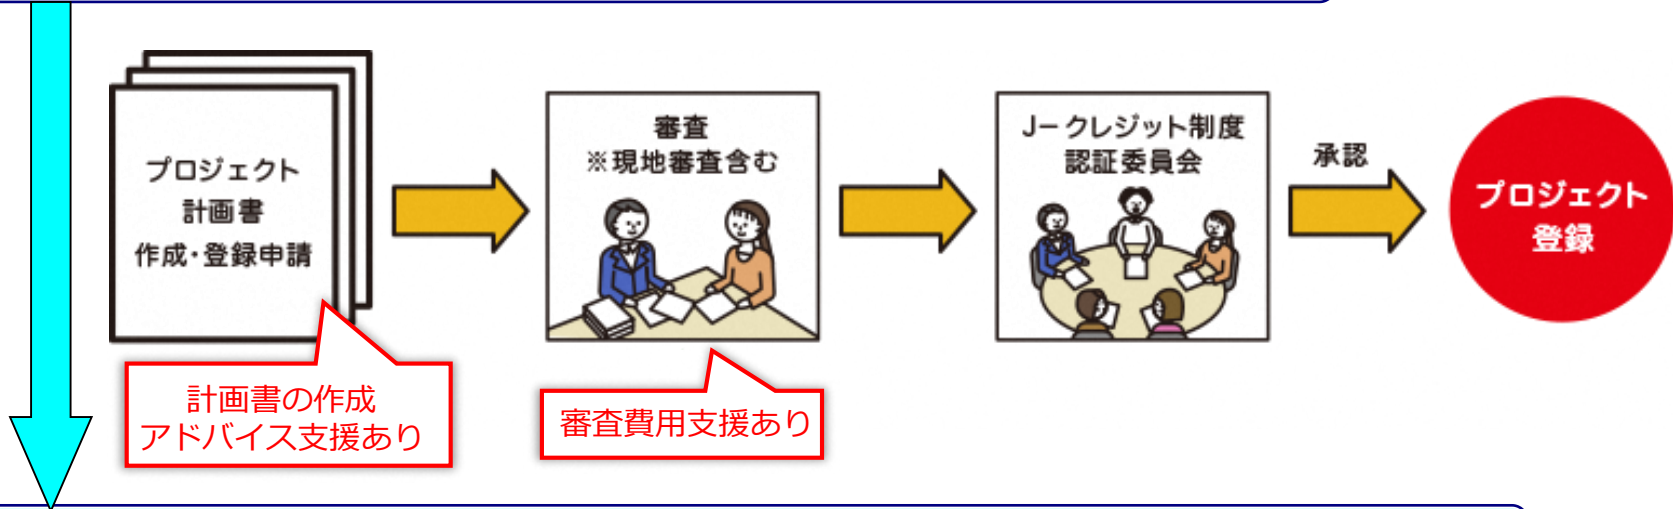 プロジェクト
計画書
作成・登録申請
計画書の作成
アドバイス支援あり
審査
※現地審査含む
審査費用支援あり
J−クレジット制度
認証委員会
承認
プロジェクト
登録